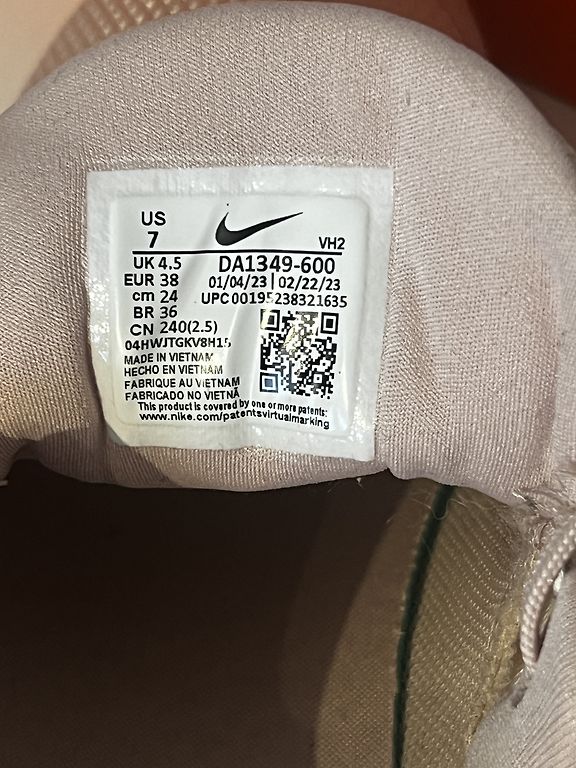 US
7
VH2
UK 4.5
DA1349-600
EUR 38
01/04/23 | 02/22/23
cm 24
UPC 00195238321635
BR 36
CN 240(2.5)
04HWJTGKV8H15
MADE IN VIETNAM
HECHO EN VIETNAM
FABRIQUE AU VIETNAM
FABRICADO NO VIETNÃ
This product is covered by one or more patents:
www.nike.com/patentsvirtualmarking